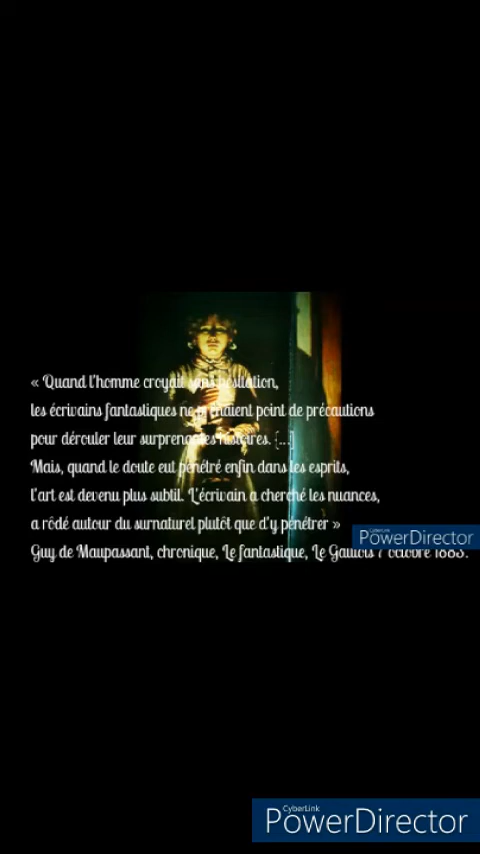 « Quand l'homme croyait sans hésitation,
les écrivains fantastiques ne prenaient point de précautions
pour dérouler leur surprenantes histoires. (...)
Mais, quand le doute eut pénétré enfin dans les esprits,
l'art est devenu plus subtil. L'écrivain a cherché les nuances,
a rôdé autour du surnaturel plutôt que d'y pénétrer »
Guy de Maupassant, chronique, Le fantastique, Le Gaulois 7 octobre 1883.
CyberLink
PowerDirector
CyberLink
PowerDirector